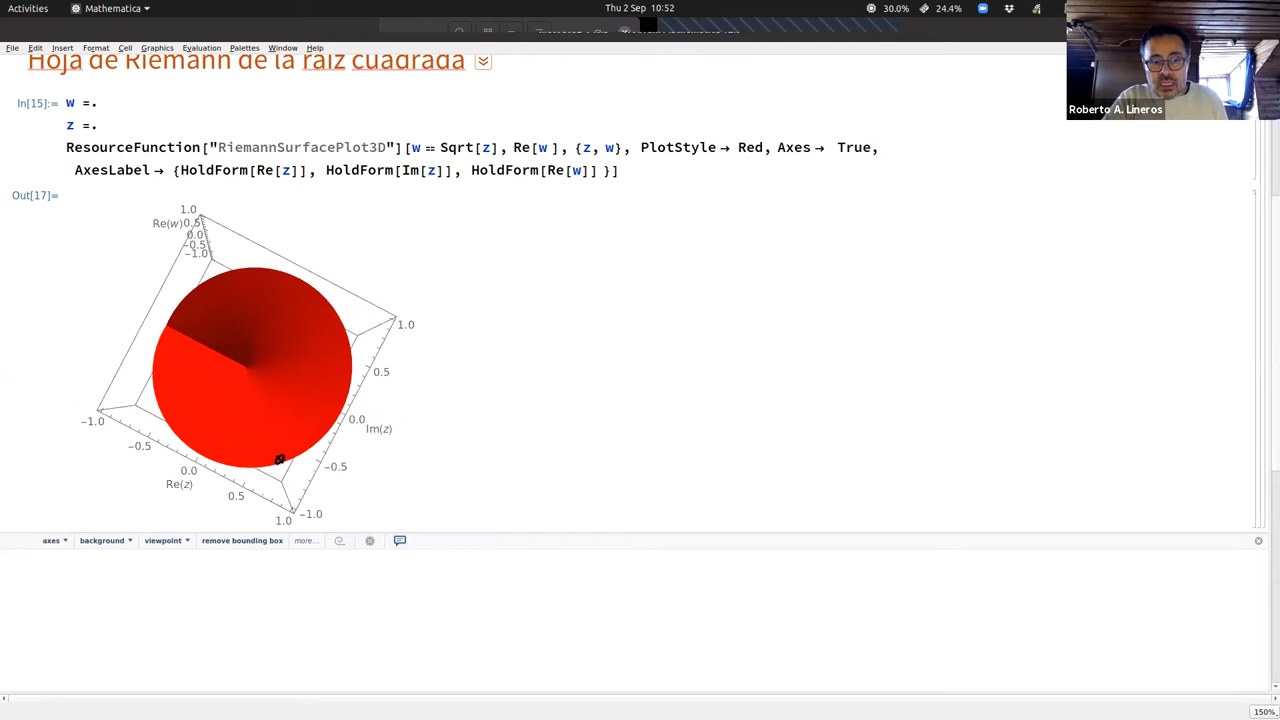 Activities
Mathematica
Thu 2 Sep 10:52
30.0%
24.4%
File Edit Insert Format Cell Graphics Evaluation Palettes Window Help
Hoja de Riemann de la raíz cuadrada
In[15]:= w =.
z =.
ResourceFunction["RiemannSurfacePlot3D"][w == Sqrt[z], Re[w ], {z, w}, PlotStyle → Red, Axes → True,
AxesLabel → {HoldForm[Re[z]], HoldForm[Im[z]], HoldForm[Re[w]] }]
Out[17]=
1.0
Re(w)
0.5
0.0
-0.5
-1.0
1.0
0.5
0.0
Im(z)
-0.5
-1.0
-1.0
-0.5
0.0
Re(z)
0.5
1.0
axes background viewpoint remove bounding box more...
150%
Roberto A. Lineros